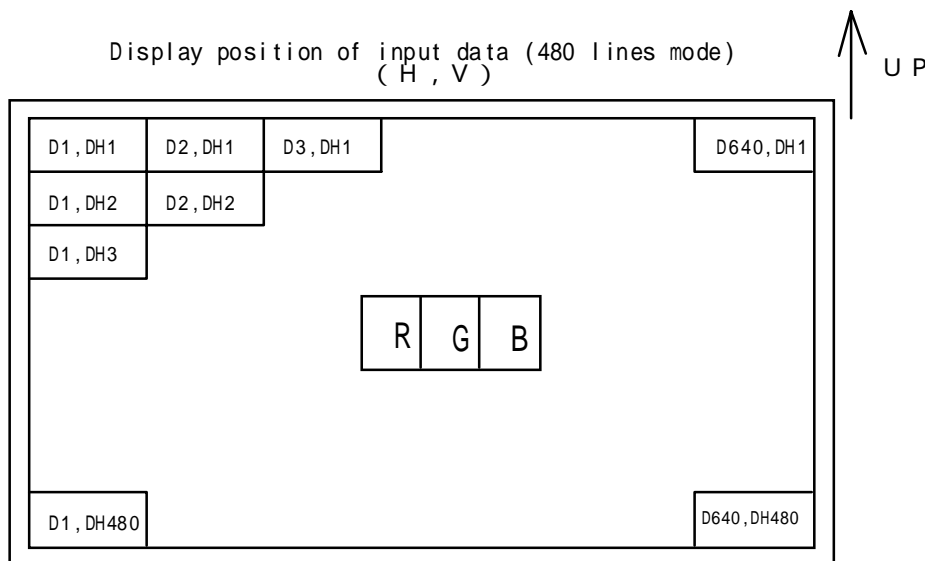 Display position of input data (480 lines mode)
( H , V )
U P
D1,DH1 D2,DH1 D3,DH1 D640,DH1
D1,DH2 D2,DH2
D1,DH3
R G B
D1,DH480 D640,DH480